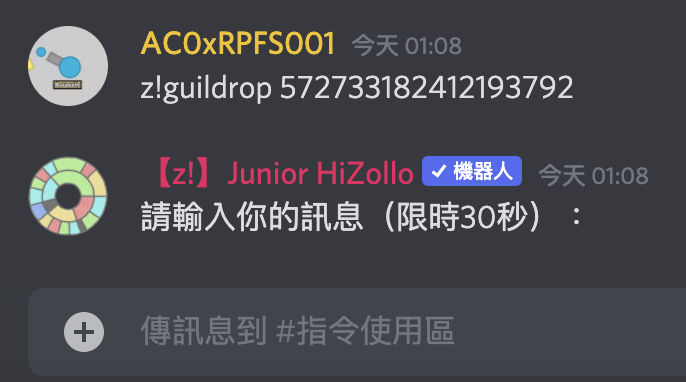 AC0xRPFS001 今天 01:08
z!guildrop 572733182412193792
【z!】Junior HiZollo ✓ 機器人 今天 01:08
請輸入你的訊息（限時30秒）：
傳訊息到 #指令使用區